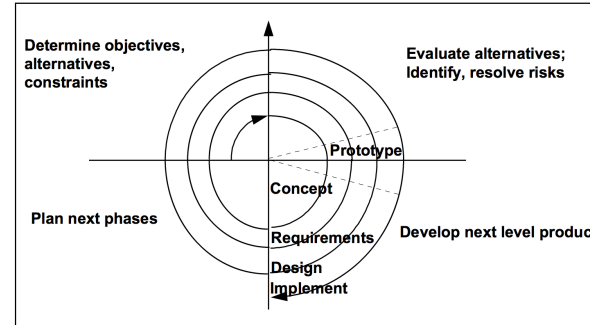 Determine objectives,
alternatives,
constraints
Evaluate alternatives;
Identify, resolve risks
Prototype
Concept
Plan next phases
Requirements
Develop next level produc
Design
Implement